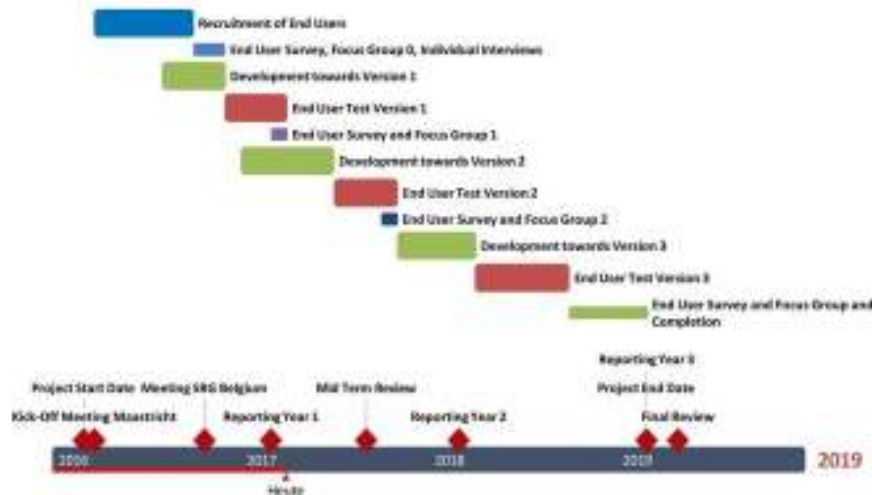 Recruitment of End Users
End User Survey, Focus Group 0, Individual Interviews
Development towards Version 1
End User Test Version 1
End User Survey and Focus Group 1
Development towards Version 2
End User Test Version 2
End User Survey and Focus Group 2
Development towards Version 3
End User Test Version 3
End User Survey and Focus Group and
Completion
Reporting Year 3
Project Start Date Meeting SRG Belgium Mid Term Review Project End Date
Kick-Off Meeting Maastricht Reporting Year 1 Reporting Year 2 Final Review
2016 2017 2018 2019 2019
Heute